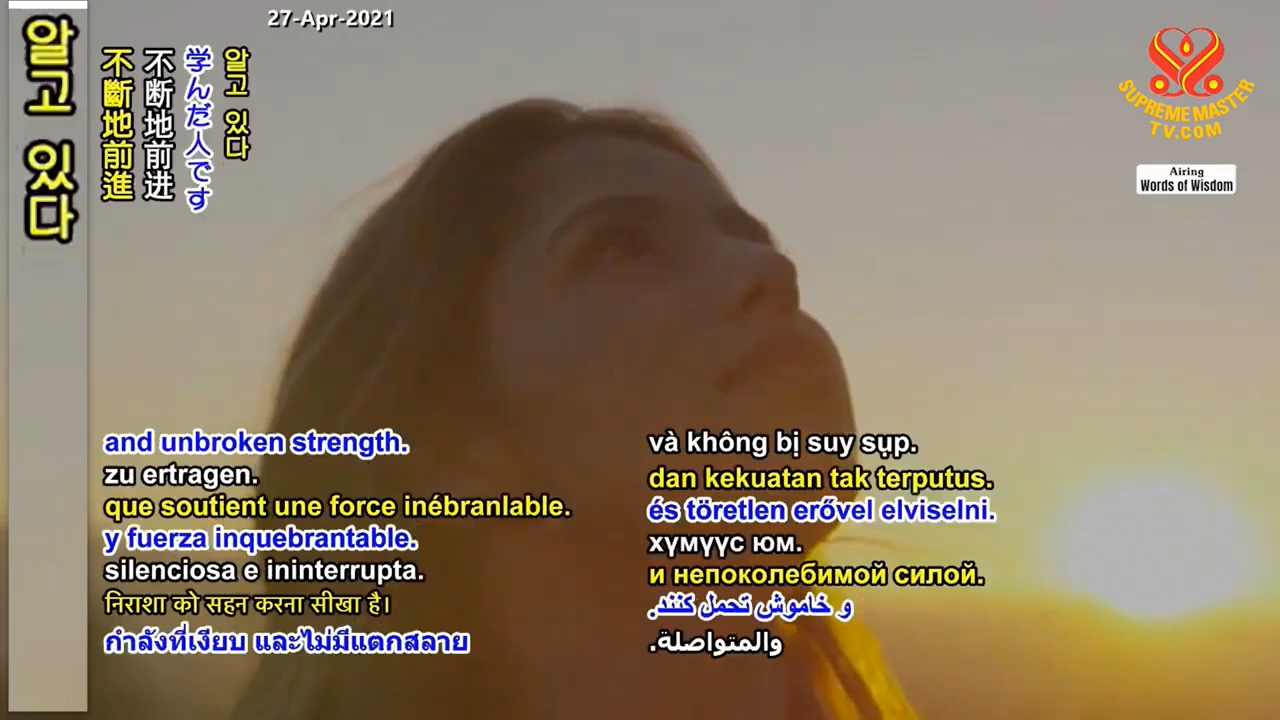 27-Apr-2021
알고 있다
不斷地前進
不断地前进
学んだ人です
알고 있다
SUPREME MASTER
TV.COM
Airing
Words of Wisdom
and unbroken strength.
zu ertragen.
que soutient une force inébranlable.
y fuerza inquebrantable.
silenciosa e ininterrupta.
निराशा को सहन करना सीखा है।
กำลังที่เงียบ และไม่มีแตกสลาย
và không bị suy sụp.
dan kekuatan tak terputus.
és töretlen erővel elviselni.
хүмүүс юм.
и непоколебимой силой.
و خاموش تحمل کنند.
والمتواصلة.